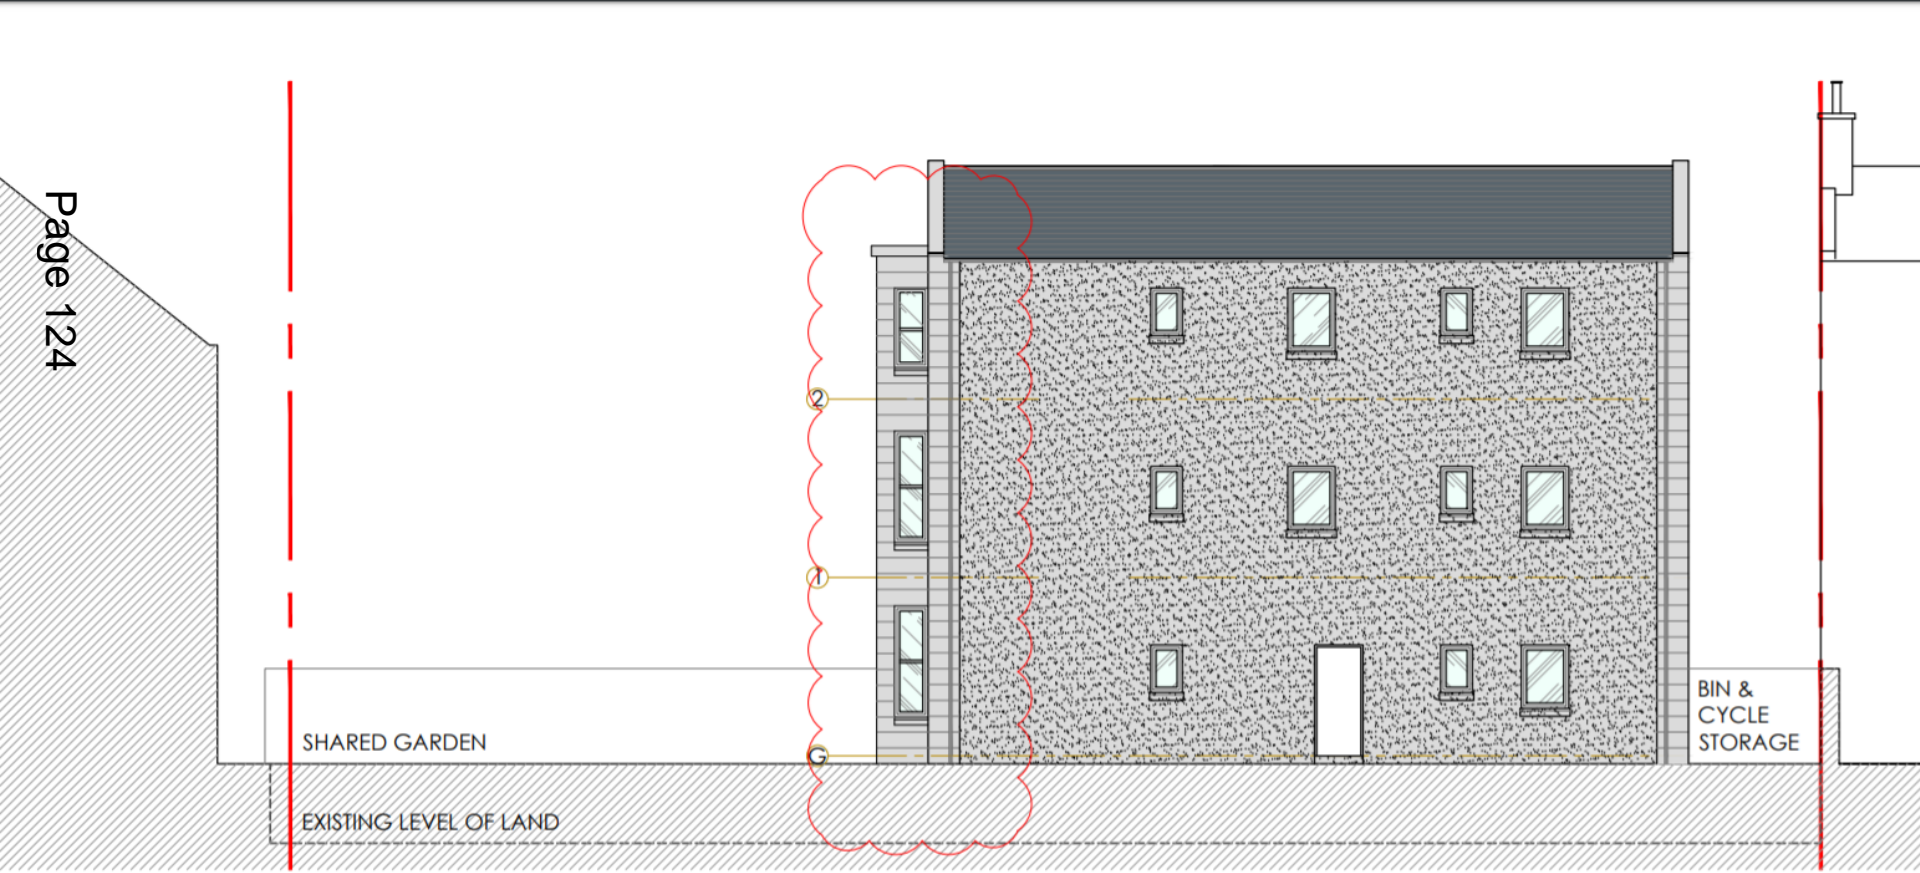 Page 124
2
1
G
SHARED GARDEN
EXISTING LEVEL OF LAND
BIN &
CYCLE
STORAGE